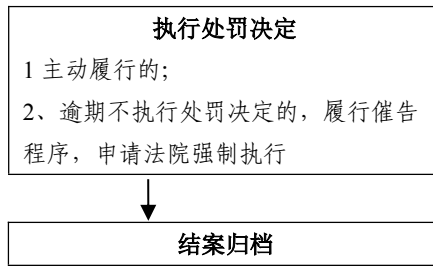 执行处罚决定
1 主动履行的;
2、逾期不执行处罚决定的，履行催告
程序，申请法院强制执行
结案归档